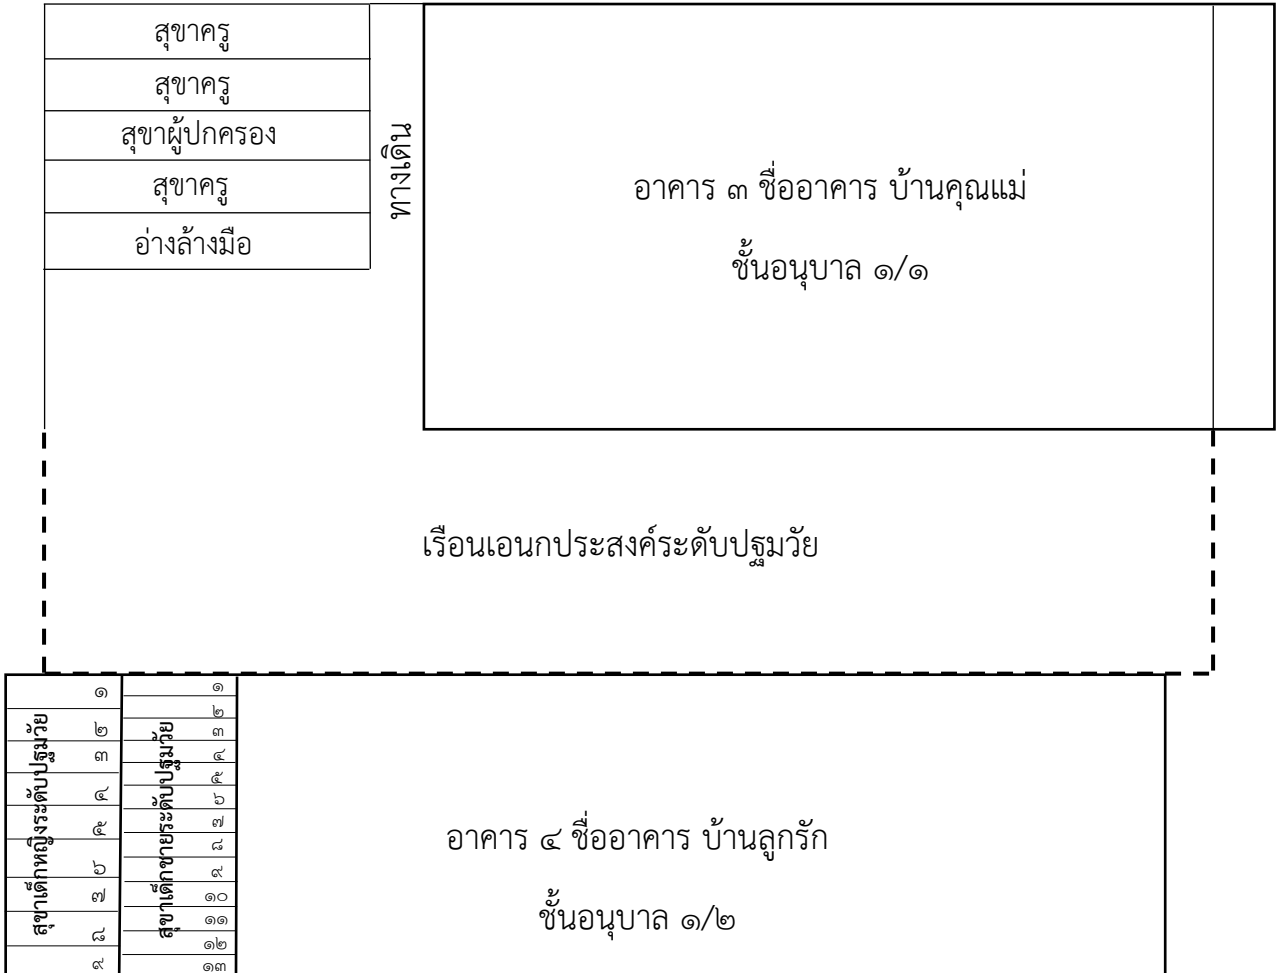 สุขาครู
สุขาครู
สุขาผู้ปกครอง
สุขาครู
อ่างล้างมือ
ทางเดิน
อาคาร ๓ ชื่ออาคาร บ้านคุณแม่
ชั้นอนุบาล ๑/๑
เรือนเอนกประสงค์ระดับปฐมวัย
สุขาเด็กหญิงระดับปฐมวัย
๑
๒
๓
๔
๕
๖
๗
๘
๙
สุขาเด็กชายระดับปฐมวัย
๑
๒
๓
๔
๕
๖
๗
๘
๙
๑๐
๑๑
๑๒
๑๓
อาคาร ๔ ชื่ออาคาร บ้านลูกรัก
ชั้นอนุบาล ๑/๒